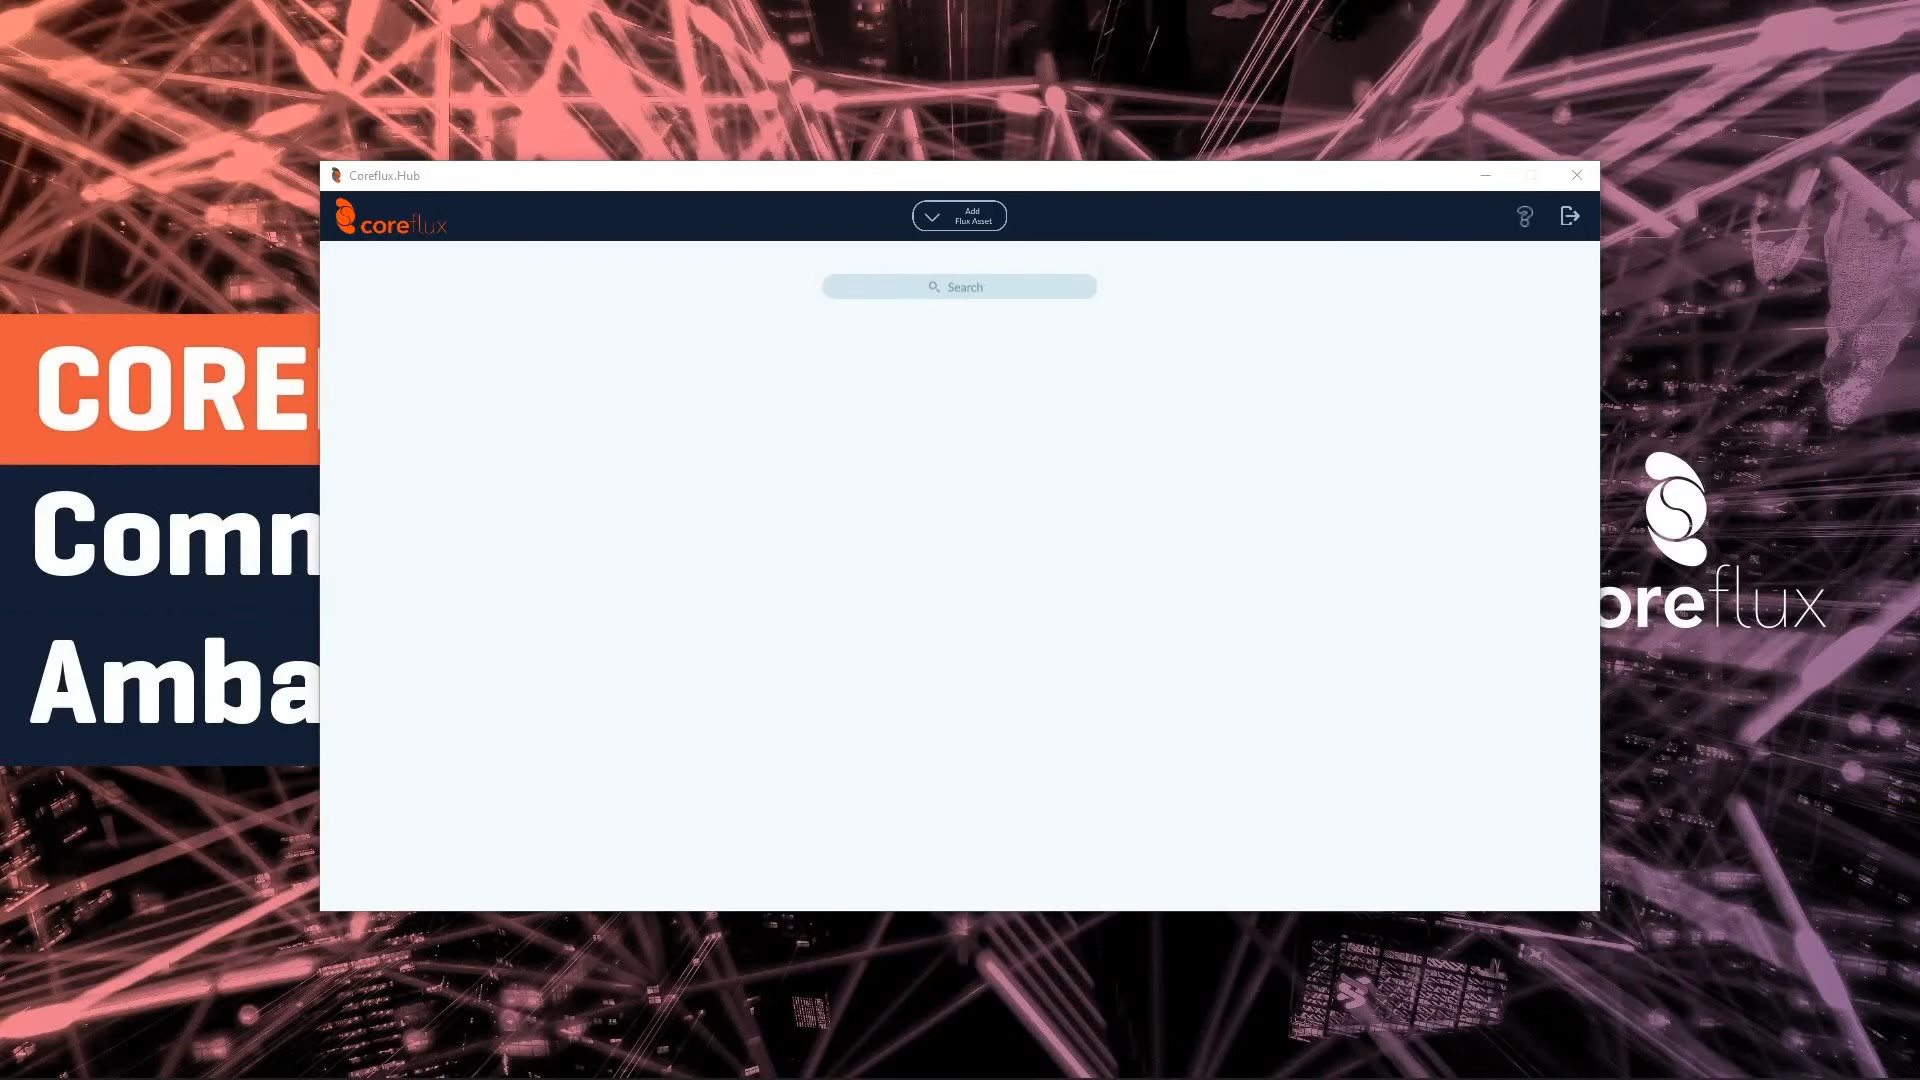 Coreflux.Hub
coreflux
Add
Flux Asset
Search
CORE
Comm
Amba
oreflux